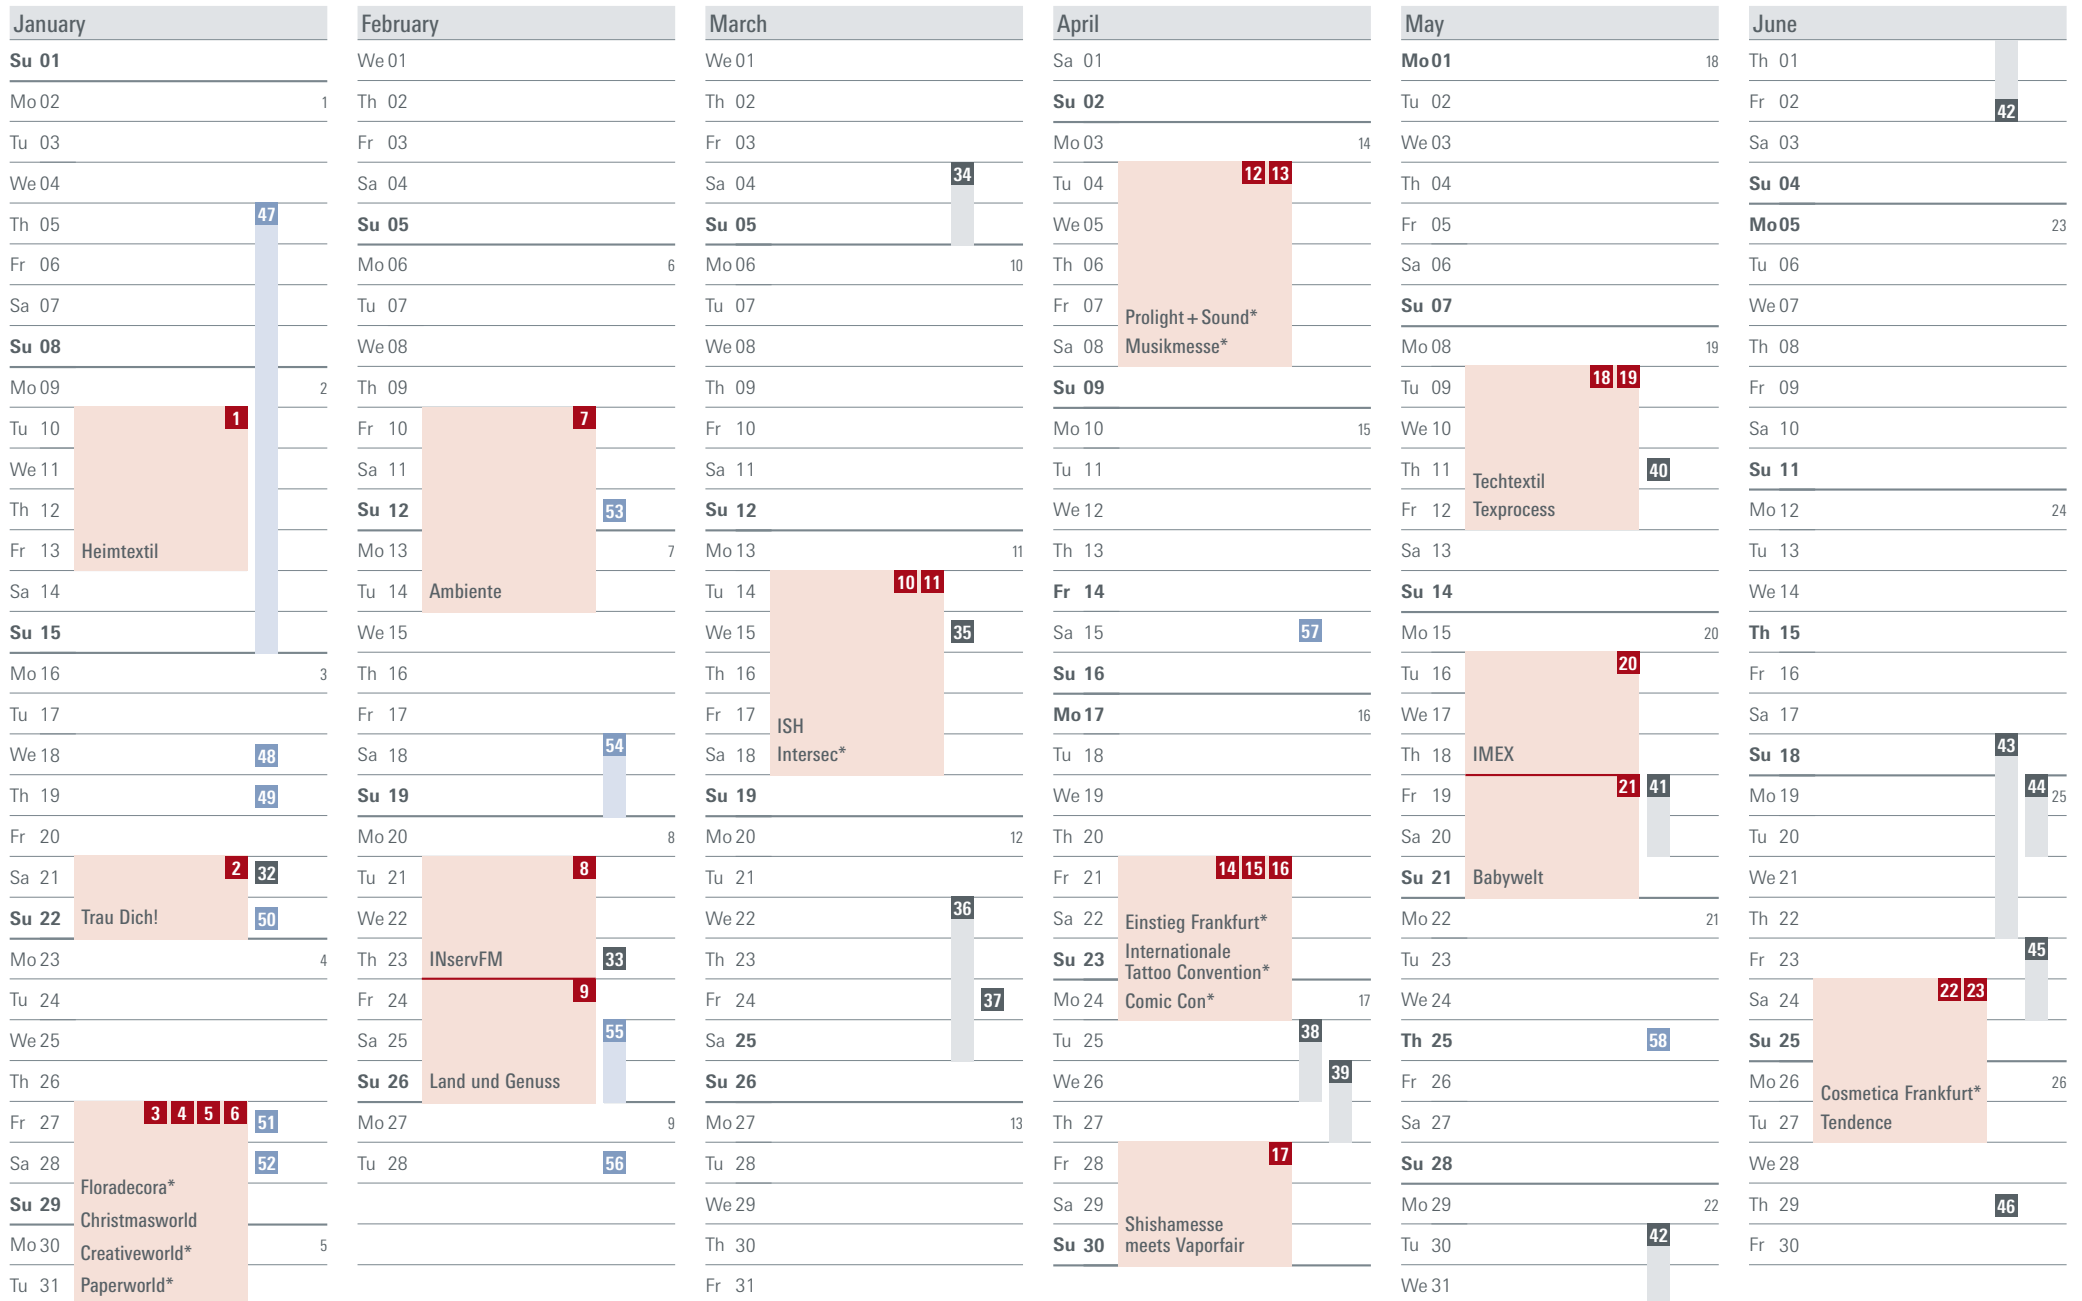 January
Su 01
Mo 02 1
Tu 03
We 04
Th 05 47
Fr 06
Sa 07
Su 08
Mo 09 2
Tu 10 1
We 11
Th 12
Fr 13 Heimtextil
Sa 14
Su 15
Mo 16 3
Tu 17
We 18 48
Th 19 49
Fr 20
Sa 21 2 32
Su 22 Trau Dich! 50
Mo 23 4
Tu 24
We 25
Th 26
Fr 27 3 4 5 6 51
Sa 28 52
Floradecora*
Su 29
Christmasworld
Mo 30 Creativeworld* 5
Tu 31 Paperworld*
February
We 01
Th 02
Fr 03
Sa 04
Su 05
Mo 06 6
Tu 07
We 08
Th 09
Fr 10 7
Sa 11
Su 12 53
Mo 13 7
Tu 14 Ambiente
We 15
Th 16
Fr 17
Sa 18 54
Su 19
Mo 20 8
Tu 21 8
We 22
Th 23 INservFM 33
Fr 24 9
Sa 25 55
Su 26 Land und Genuss
Mo 27 9
Tu 28 56
March
We 01
Th 02
Fr 03
Sa 04 34
Su 05
Mo 06 10
Tu 07
We 08
Th 09
Fr 10
Sa 11
Su 12
Mo 13 11
Tu 14 10 11
We 15 35
Th 16
Fr 17 ISH
Sa 18 Intersec*
Su 19
Mo 20 12
Tu 21
We 22 36
Th 23
Fr 24 37
Sa 25
Su 26
Mo 27 13
Tu 28
We 29
Th 30
Fr 31
April
Sa 01
Su 02
Mo 03 14
Tu 04 12 13
We 05
Th 06
Fr 07 Prolight + Sound*
Sa 08 Musikmesse*
Su 09
Mo 10 15
Tu 11
We 12
Th 13
Fr 14
Sa 15 57
Su 16
Mo 17 16
Tu 18
We 19
Th 20
Fr 21 14 15 16
Sa 22 Einstieg Frankfurt*
Su 23 Internationale
Tattoo Convention*
Mo 24 Comic Con* 17
Tu 25 38
We 26 39
Th 27
Fr 28 17
Sa 29
Shishamesse
Su 30 meets Vaporfair
May
Mo 01 18
Tu 02
We 03
Th 04
Fr 05
Sa 06
Su 07
Mo 08 19
Tu 09 18 19
We 10
Th 11 Techtextil 40
Fr 12 Texprocess
Sa 13
Su 14
Mo 15 20
Tu 16 20
We 17
Th 18 IMEX
Fr 19 21 41
Sa 20
Su 21 Babywelt
Mo 22 21
Tu 23
We 24
Th 25 58
Fr 26
Sa 27
Su 28
Mo 29 22
Tu 30 42
We 31
June
Th 01
Fr 02 42
Sa 03
Su 04
Mo 05 23
Tu 06
We 07
Th 08
Fr 09
Sa 10
Su 11
Mo 12 24
Tu 13
We 14
Th 15
Fr 16
Sa 17
Su 18 43
Mo 19 44 25
Tu 20
We 21
Th 22
Fr 23 45
Sa 24 22 23
Su 25
Mo 26 Cosmetica Frankfurt* 26
Tu 27 Tendence
We 28
Th 29 46
Fr 30